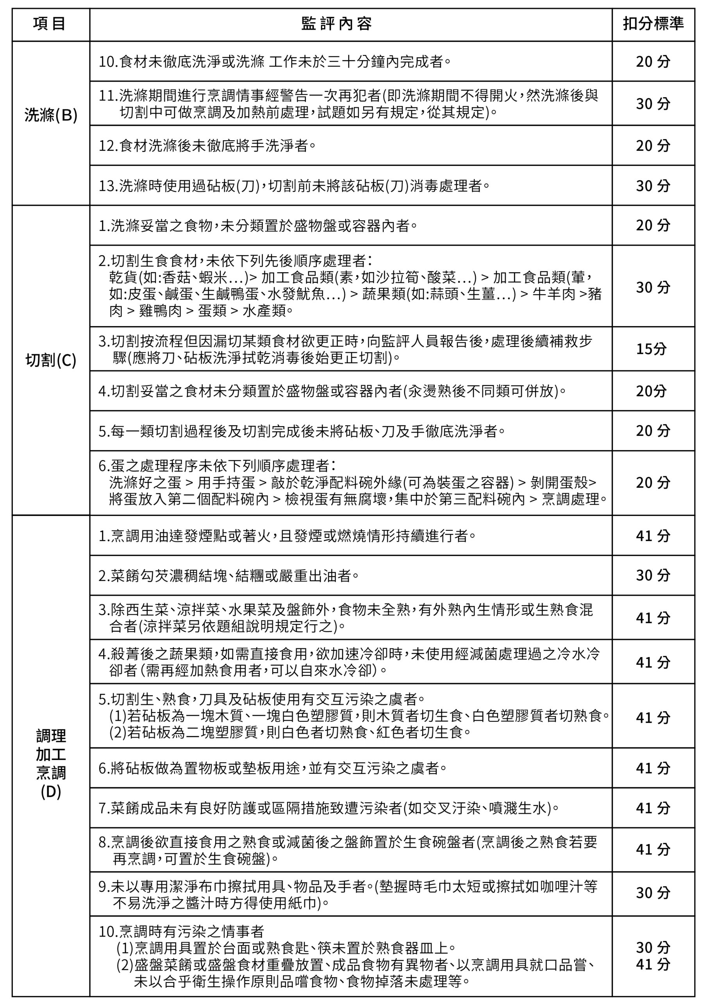 項目 監評內容 扣分標準
洗滌(B)
10.食材未徹底洗淨或洗滌 工作未於三十分鐘內完成者。 20 分
11.洗滌期間進行烹調情事經警告一次再犯者(即洗滌期間不得開火，然洗滌後與
切割中可做烹調及加熱前處理，試題如另有規定，從其規定)。 30 分
12.食材洗滌後未徹底將手洗淨者。 20 分
13.洗滌時使用過砧板(刀)，切割前未將該砧板(刀)消毒處理者。 30 分
切割(C)
1.洗滌妥當之食物，未分類置於盛物盤或容器內者。 20 分
2.切割生食食材，未依下列先後順序處理者：
乾貨(如:香菇、蝦米…)> 加工食品類(素，如沙拉筍、酸菜…) > 加工食品類(葷，
如:皮蛋、鹹蛋、生鹹鴨蛋、水發魷魚…) > 蔬果類(如:蒜頭、生薑…) > 牛羊肉 >豬
肉 > 雞鴨肉 > 蛋類 > 水產類。 30 分
3.切割按流程但因漏切某類食材欲更正時，向監評人員報告後，處理後續補救步
驟(應將刀、砧板洗淨拭乾消毒後始更正切割)。 15分
4.切割妥當之食材未分類置於盛物盤或容器內者(汆燙熟後不同類可併放)。 20分
5.每一類切割過程後及切割完成後未將砧板、刀及手徹底洗淨者。 20 分
6.蛋之處理程序未依下列順序處理者：
洗滌好之蛋 > 用手持蛋 > 敲於乾淨配料碗外緣(可為裝蛋之容器) > 剝開蛋殼>
將蛋放入第二個配料碗內 > 檢視蛋有無腐壞，集中於第三配料碗內 > 烹調處理。 20 分
調理
加工
烹調
(D)
1.烹調用油達發煙點或著火，且發煙或燃燒情形持續進行者。 41 分
2.菜餚勾芡濃稠結塊、結糰或嚴重出油者。 30 分
3.除西生菜、涼拌菜、水果菜及盤飾外，食物未全熟，有外熟內生情形或生熟食混
合者(涼拌菜另依題組說明規定行之)。 41 分
4.殺菁後之蔬果類，如需直接食用，欲加速冷卻時，未使用經減菌處理過之冷水冷
卻者（需再經加熱食用者，可以自來水冷卻）。 41 分
5.切割生、熟食，刀具及砧板使用有交互污染之虞者。
(1)若砧板為一塊木質、一塊白色塑膠質，則木質者切生食、白色塑膠質者切熟食。
(2)若砧板為二塊塑膠質，則白色者切熟食、紅色者切生食。 41 分
6.將砧板做為置物板或墊板用途，並有交互污染之虞者。 41 分
7.菜餚成品未有良好防護或區隔措施致遭污染者(如交叉汙染、噴濺生水)。 41 分
8.烹調後欲直接食用之熟食或減菌後之盤飾置於生食碗盤者(烹調後之熟食若要
再烹調，可置於生食碗盤)。 41 分
9.未以專用潔淨布巾擦拭用具、物品及手者。(墊握時毛巾太短或擦拭如咖哩汁等
不易洗淨之醬汁時方得使用紙巾)。 30 分
10.烹調時有污染之情事者
(1)烹調用具置於台面或熟食匙、筷未置於熟食器皿上。 30 分
(2)盛盤菜餚或盛盤食材重疊放置、成品食物有異物者、以烹調用具就口品嘗、 41 分
未以合乎衛生操作原則品嚐食物、食物掉落未處理等。